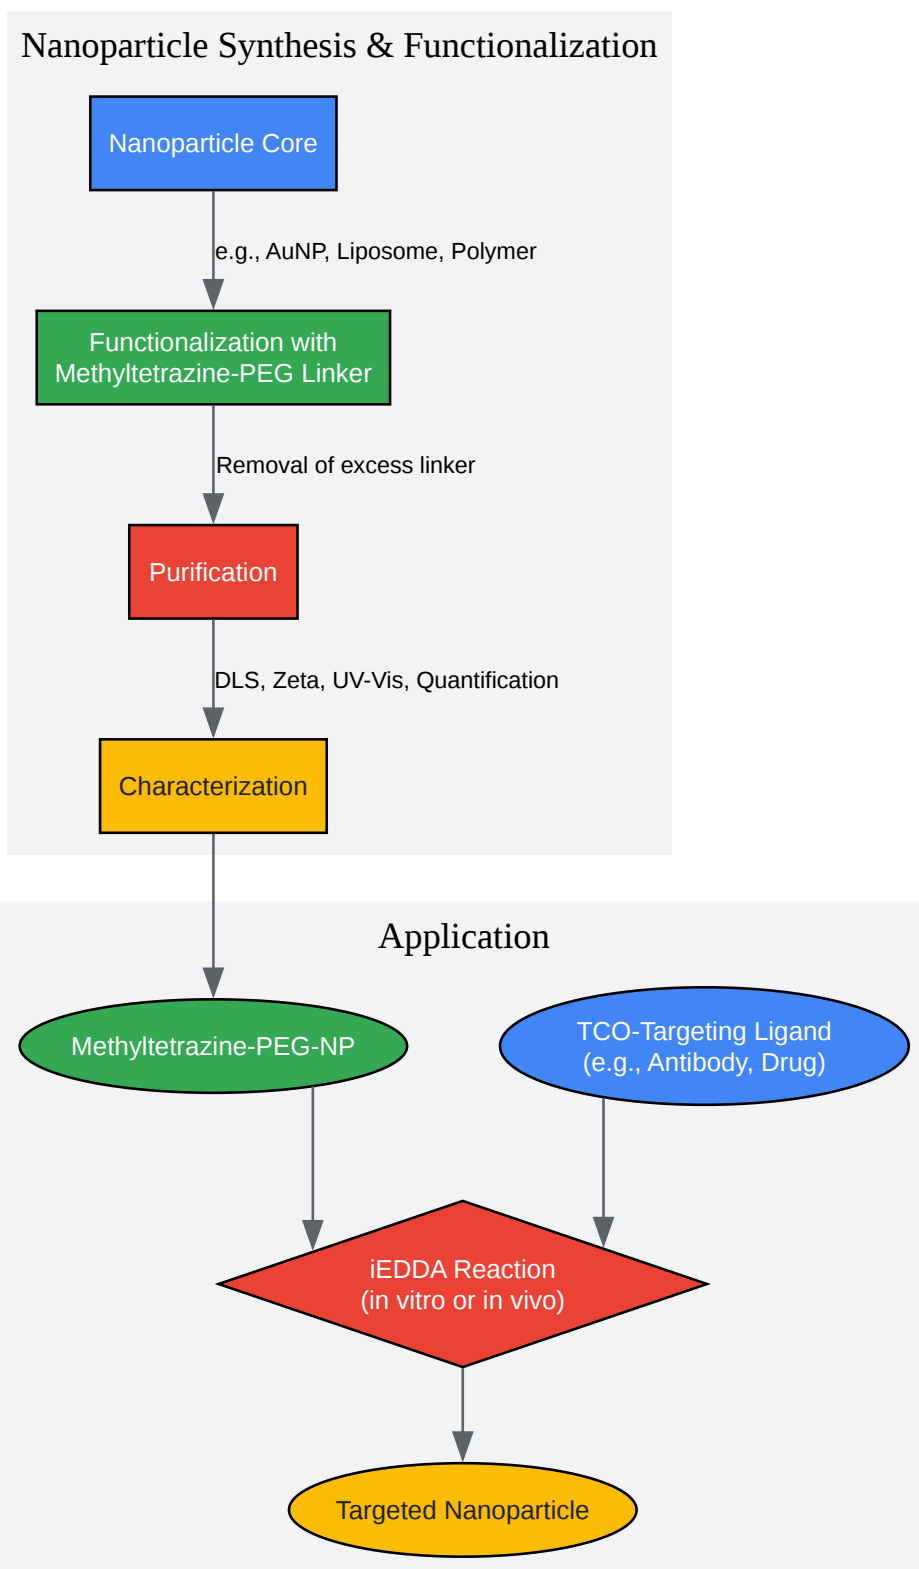 Nanoparticle Synthesis & Functionalization
Nanoparticle Core
e.g., AuNP, Liposome, Polymer
Functionalization with
Methyltetrazine-PEG Linker
Removal of excess linker
Purification
DLS, Zeta, UV-Vis, Quantification
Characterization
Application
Methyltetrazine-PEG-NP
TCO-Targeting Ligand
(e.g., Antibody, Drug)
iEDDA Reaction
(in vitro or in vivo)
Targeted Nanoparticle